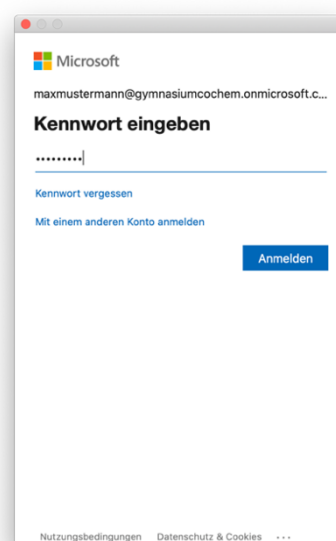 Microsoft
maxmustermann@gymnasiumcochem.onmicrosoft.c...
Kennwort eingeben
•••••••••
Kennwort vergessen
Mit einem anderen Konto anmelden
Anmelden
Nutzungsbedingungen Datenschutz & Cookies ...